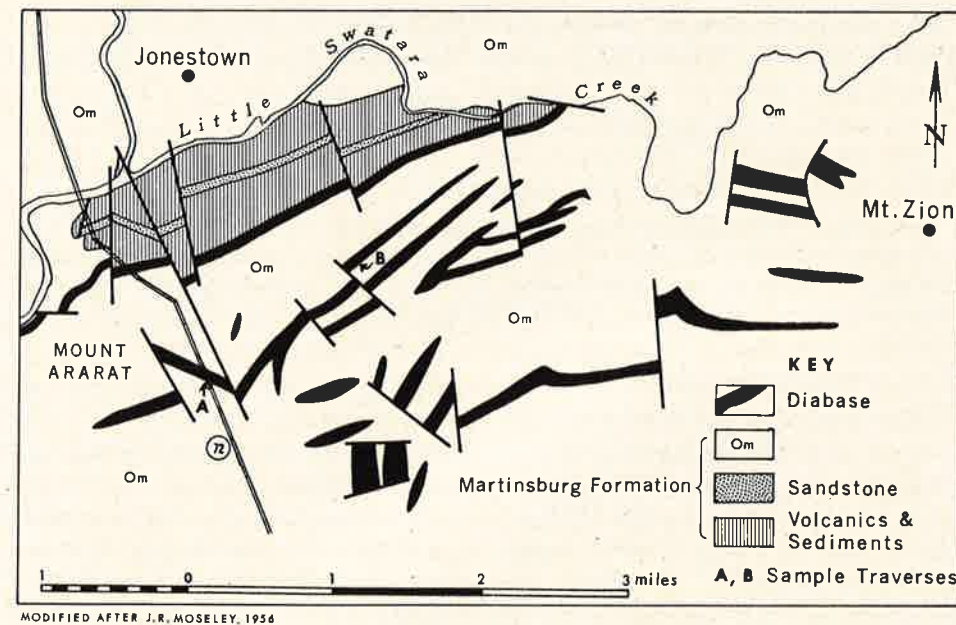 Jonestown
Little Swatara Creek
Om
Om
Om
Om
Om
Om
N
Mt. Zion
B
MOUNT
ARARAT
A
72
KEY
Diabase
Om
Martinsburg Formation
Sandstone
Volcanics &
Sediments
A, B Sample Traverses
1 0 1 2 3 miles
MODIFIED AFTER J. R. MOSELEY, 1956